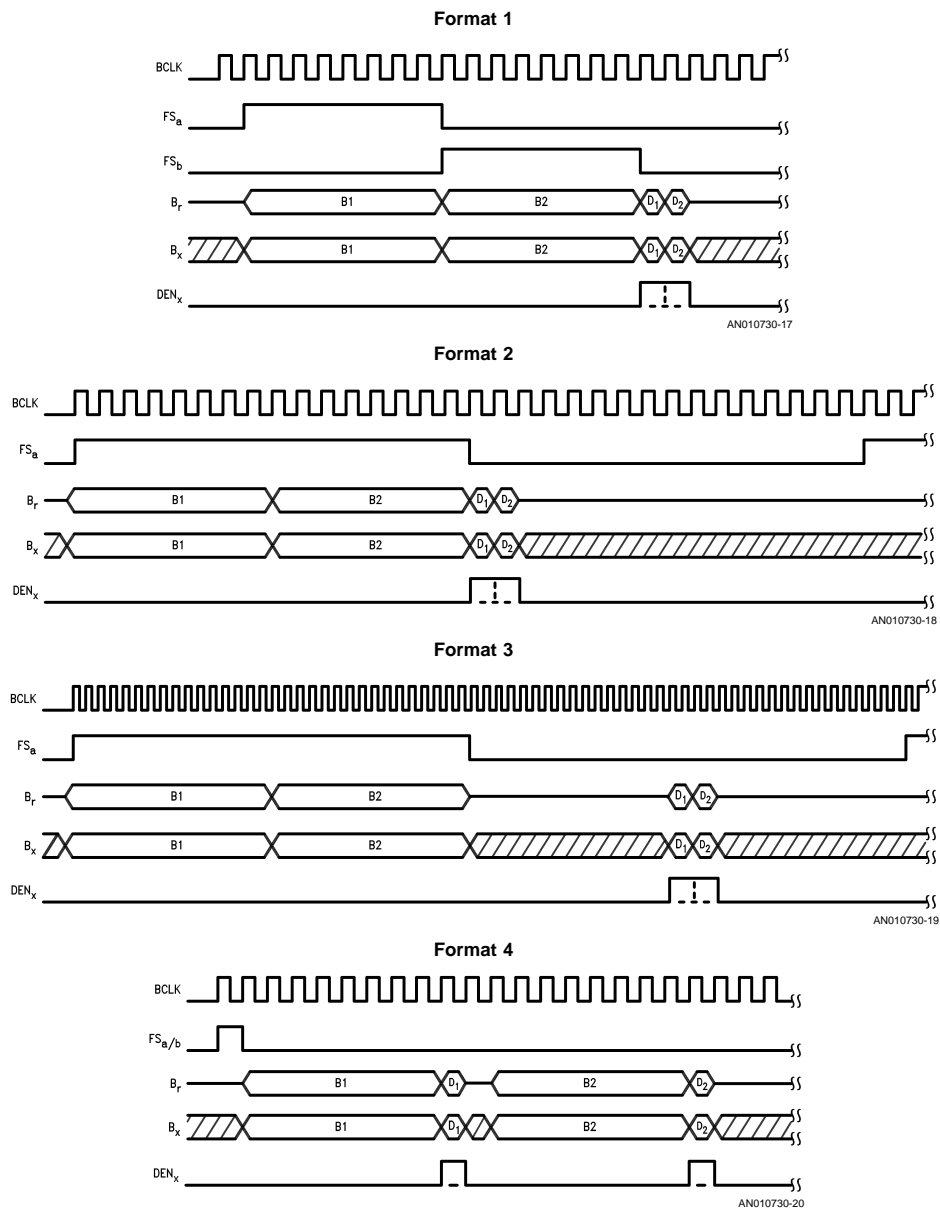 Format 1
BCLK
FSa
FSb
Br B1 B2 D1 D2
Bx B1 B2 D1 D2
DENx
AN010730-17
Format 2
BCLK
FSa
Br B1 B2 D1 D2
Bx B1 B2 D1 D2
DENx
AN010730-18
Format 3
BCLK
FSa
Br B1 B2 D1 D2
Bx B1 B2 D1 D2
DENx
AN010730-19
Format 4
BCLK
FSa/b
Br B1 D1 B2 D2
Bx B1 D1 B2 D2
DENx
AN010730-20